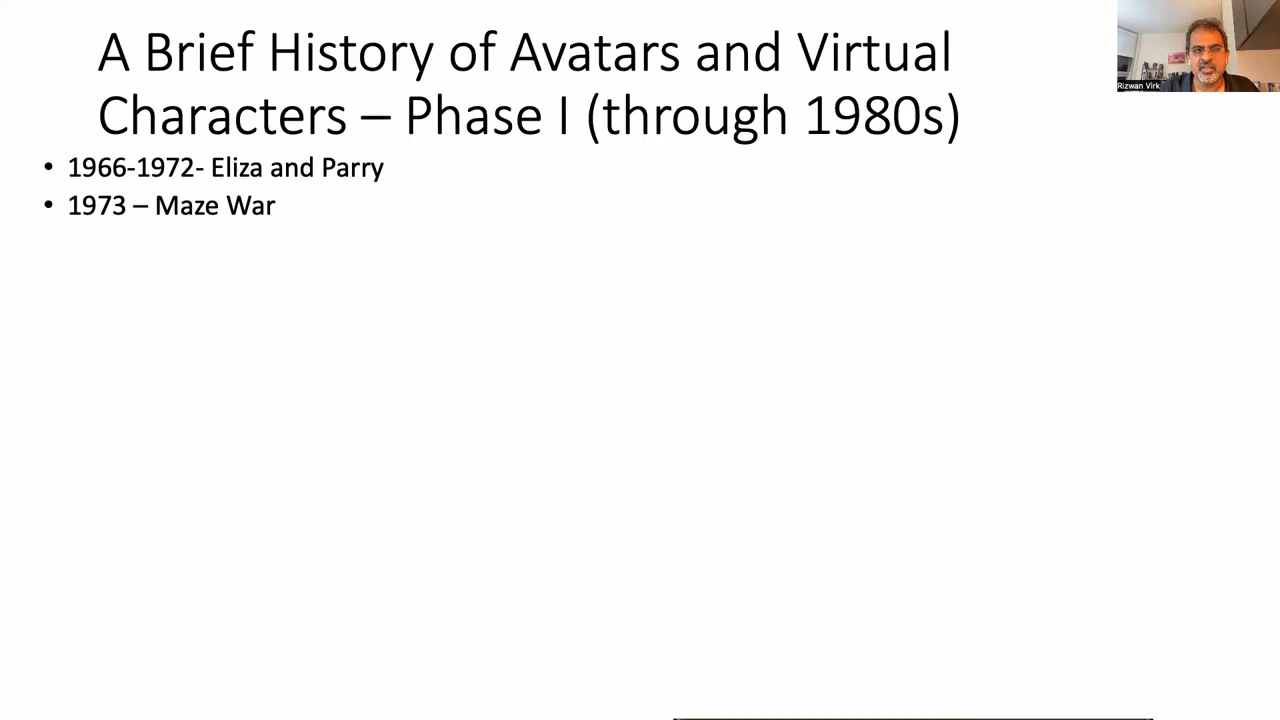 A Brief History of Avatars and Virtual
Characters – Phase I (through 1980s)
Rizwan Virk
• 1966-1972- Eliza and Parry
• 1973 – Maze War